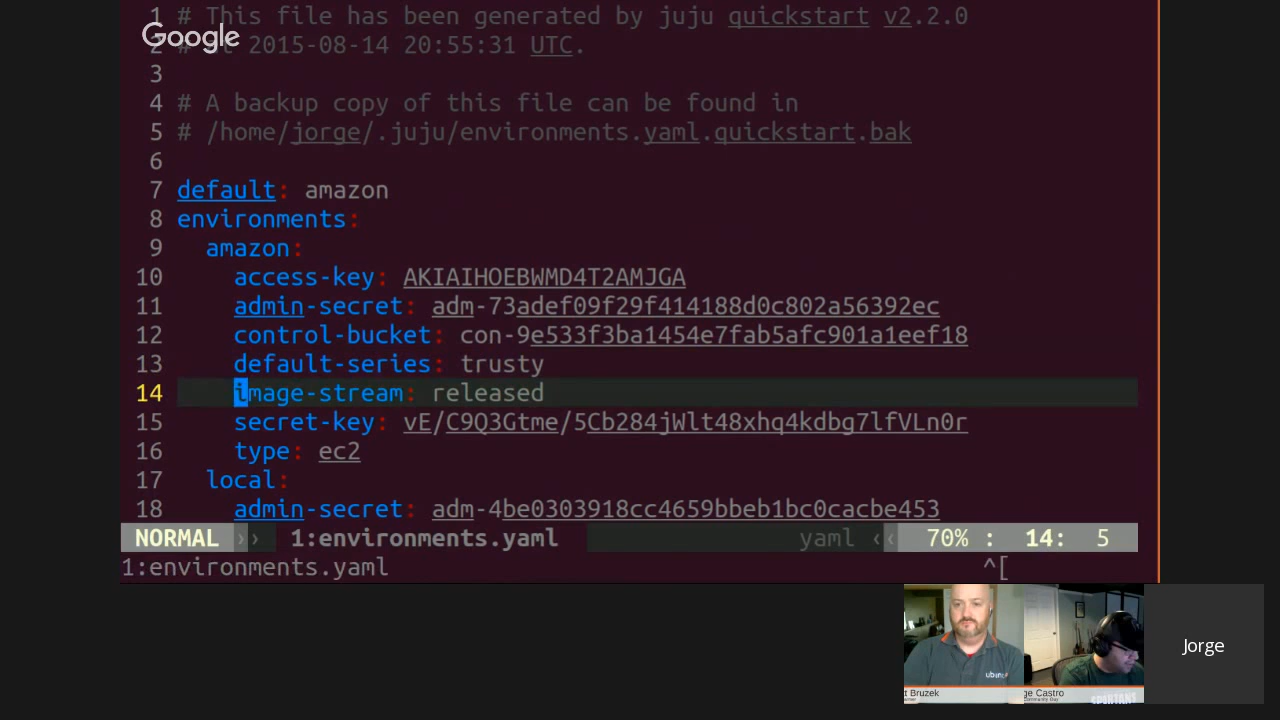 1 # This file has been generated by juju quickstart v2.2.0
Google
2 2015-08-14 20:55:31 UTC.
3
4 # A backup copy of this file can be found in
5 # /home/jorge/.juju/environments.yaml.quickstart.bak
6
7 default: amazon
8 environments:
9 amazon:
10 access-key: AKIAIHOEBWMD4T2AMJGA
11 admin-secret: adm-73adef09f29f414188d0c802a56392ec
12 control-bucket: con-9e533f3ba1454e7fab5afc901a1eef18
13 default-series: trusty
14 image-stream: released
15 secret-key: vE/C9Q3Gtme/5Cb284jWlt48xhq4kdbg7lfVLn0r
16 type: ec2
17 local:
18 admin-secret: adm-4be0303918cc4659bbeb1bc0cacbe453
NORMAL 1:environments.yaml yaml 70% : 14: 5
1:environments.yaml ^[
Jorge
Bruzek
Castro
SPARTANS